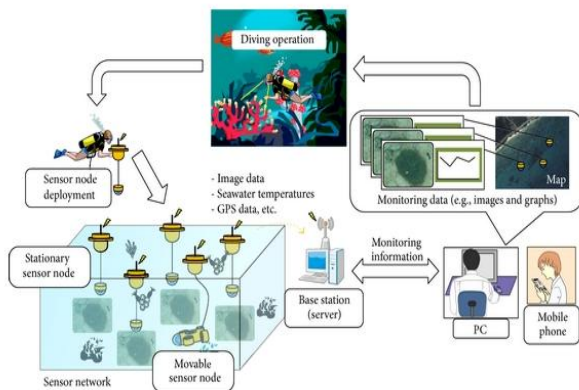 Diving operation
Sensor node
deployment
- Image data
- Seawater temperatures
- GPS data, etc.
Map
Monitoring data (e.g., images and graphs)
Stationary
sensor node
Monitoring
information
Base station
(server)
PC
Mobile
phone
Movable
sensor node
Sensor network